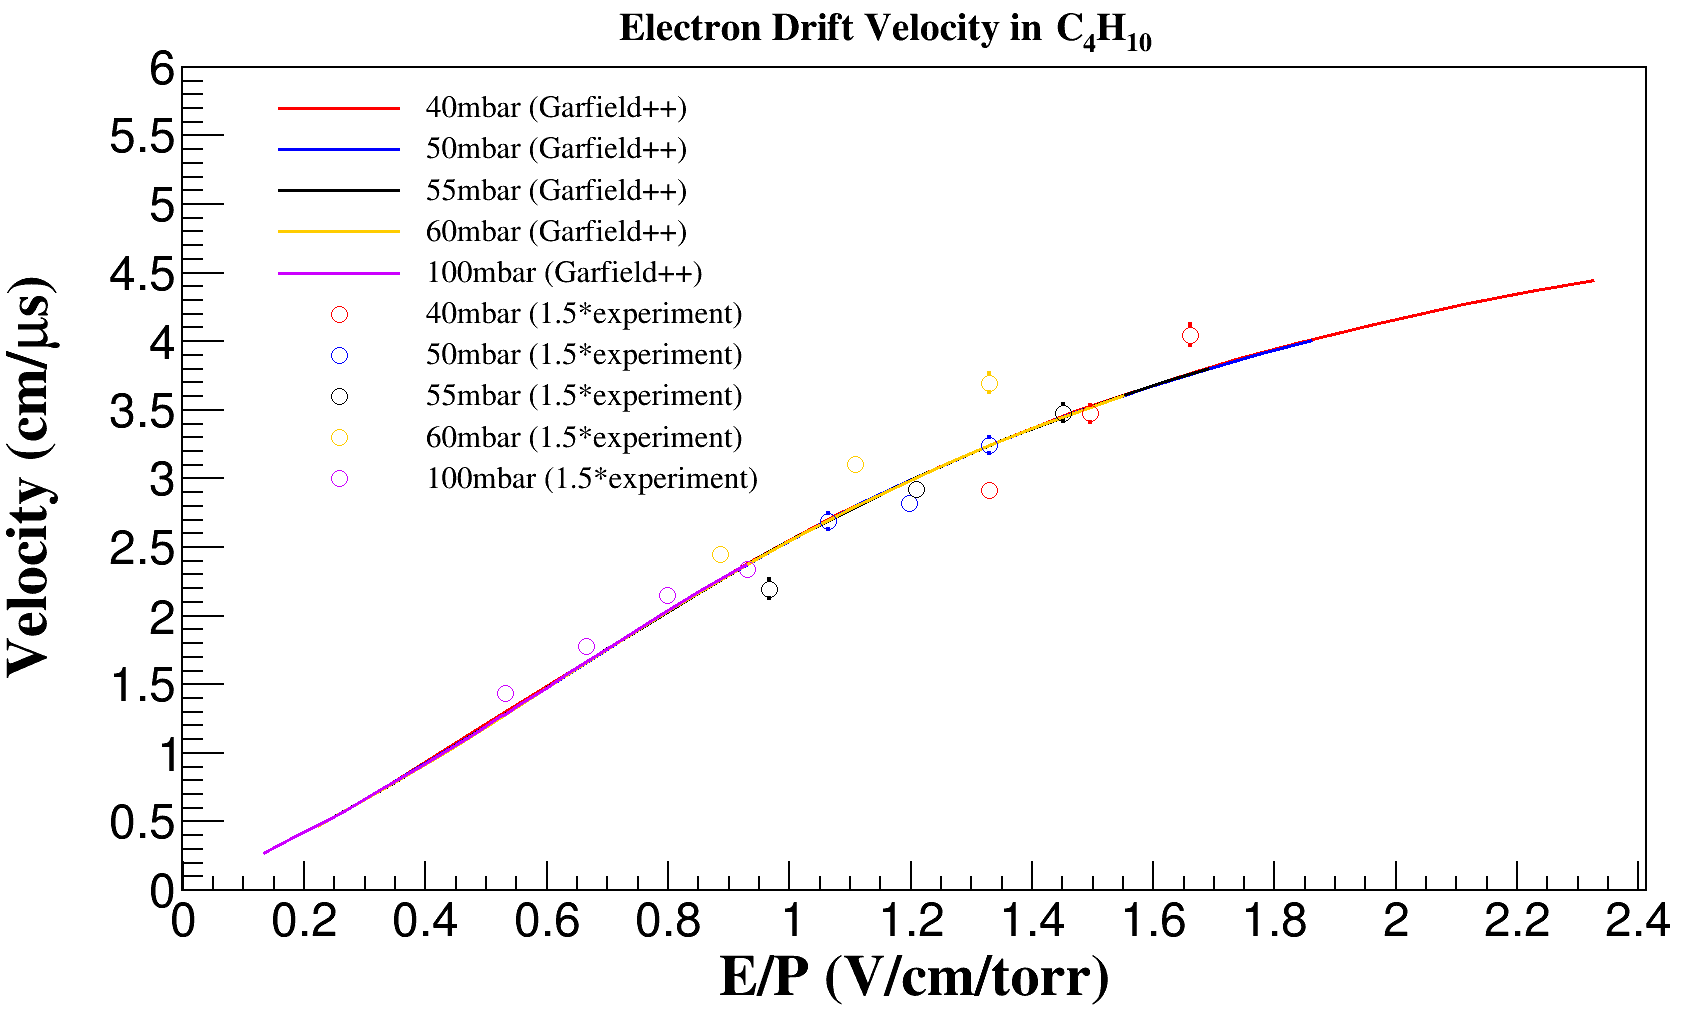 Electron Drift Velocity in C₄H₁₀
Velocity (cm/μs)
6
5.5
5
4.5
4
3.5
3
2.5
2
1.5
1
0.5
0
40mbar (Garfield++)
50mbar (Garfield++)
55mbar (Garfield++)
60mbar (Garfield++)
100mbar (Garfield++)
40mbar (1.5*experiment)
50mbar (1.5*experiment)
55mbar (1.5*experiment)
60mbar (1.5*experiment)
100mbar (1.5*experiment)
0 0.2 0.4 0.6 0.8 1 1.2 1.4 1.6 1.8 2 2.2 2.4
E/P (V/cm/torr)